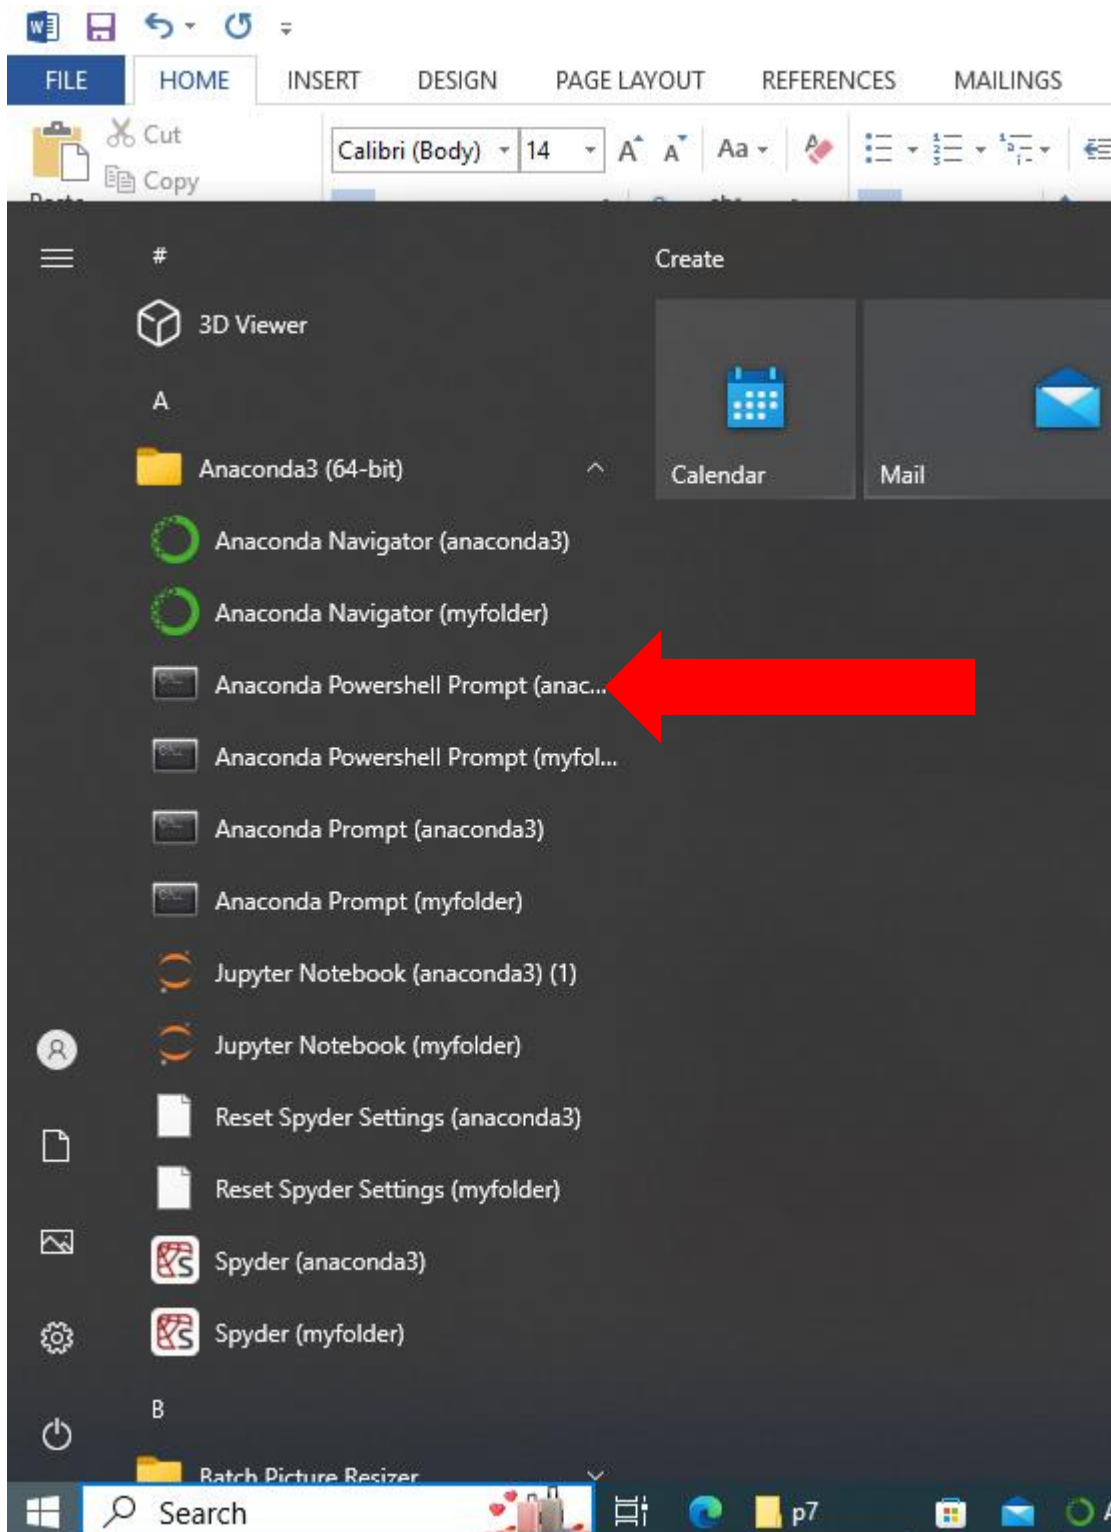 FILE HOME INSERT DESIGN PAGE LAYOUT REFERENCES MAILINGS
Cut
Calibri (Body) 14 Aa
Copy
Paste
#
Create
3D Viewer
A
Anaconda3 (64-bit)
Calendar
Mail
Anaconda Navigator (anaconda3)
Anaconda Navigator (myfolder)
Anaconda Powershell Prompt (anac...
Anaconda Powershell Prompt (myfol...
Anaconda Prompt (anaconda3)
Anaconda Prompt (myfolder)
Jupyter Notebook (anaconda3) (1)
Jupyter Notebook (myfolder)
Reset Spyder Settings (anaconda3)
Reset Spyder Settings (myfolder)
Spyder (anaconda3)
Spyder (myfolder)
B
Batch Picture Resizer
Search
p7